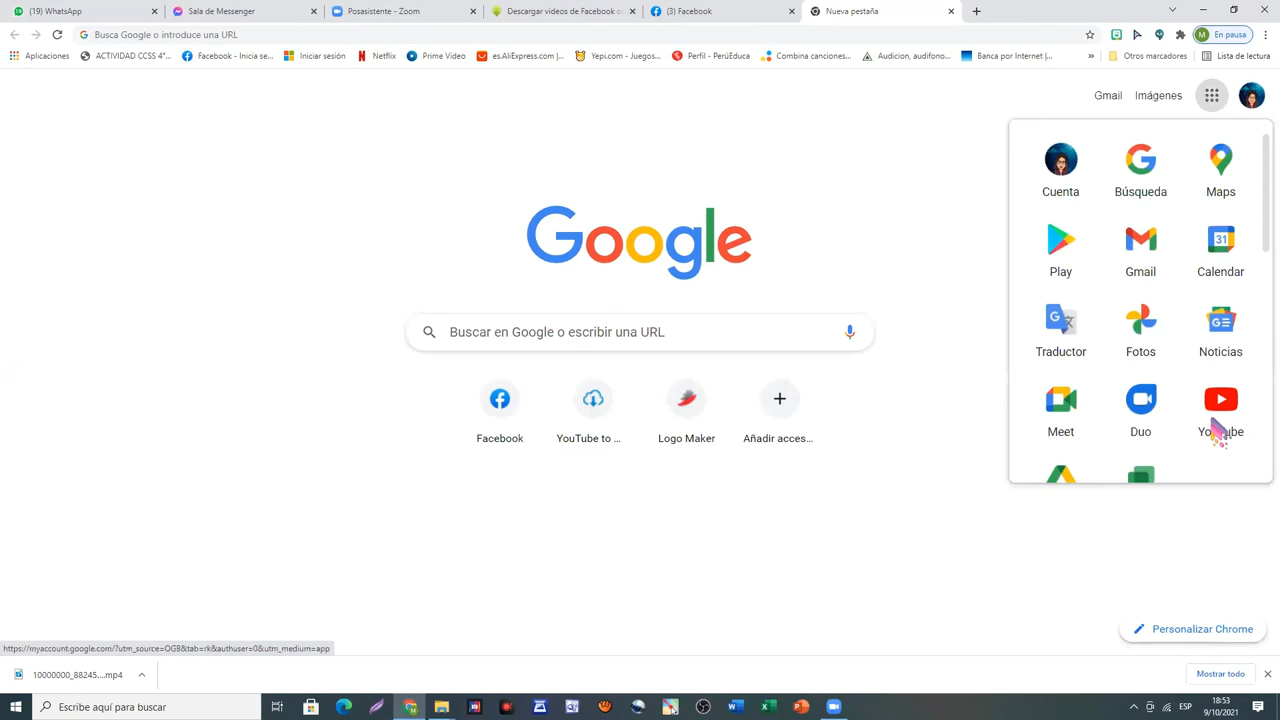 (19) WhatsApp
Sala de Messenger
Posasistente - Zoom
Descargar videos de Facebook o
(3) Facebook
Nueva pestaña
Busca Google o introduce una URL
M
En pausa
Aplicaciones
ACTIVIDAD CCSS 4°...
Facebook - Inicia se...
Iniciar sesión
Netflix
Prime Video
es.AliExpress.com |...
Yepi.com - Juegos...
Perfil - PerúEduca
Combina canciones...
Audicion, audifono...
Banca por Internet |...
»
Otros marcadores
Lista de lectura
Gmail
Imágenes
Cuenta
Búsqueda
Maps
Play
Gmail
31
Calendar
Traductor
Fotos
Noticias
Meet
Duo
YouTube
Google
Buscar en Google o escribir una URL
Facebook
YouTube to ...
Logo Maker
Añadir acces...
Personalizar Chrome
https://myaccount.google.com/?utm_source=OGB&tab=rk&authuser=0&utm_medium=app
10000000_88245....mp4
Mostrar todo
Escribe aquí para buscar
ESP
18:53
9/10/2021